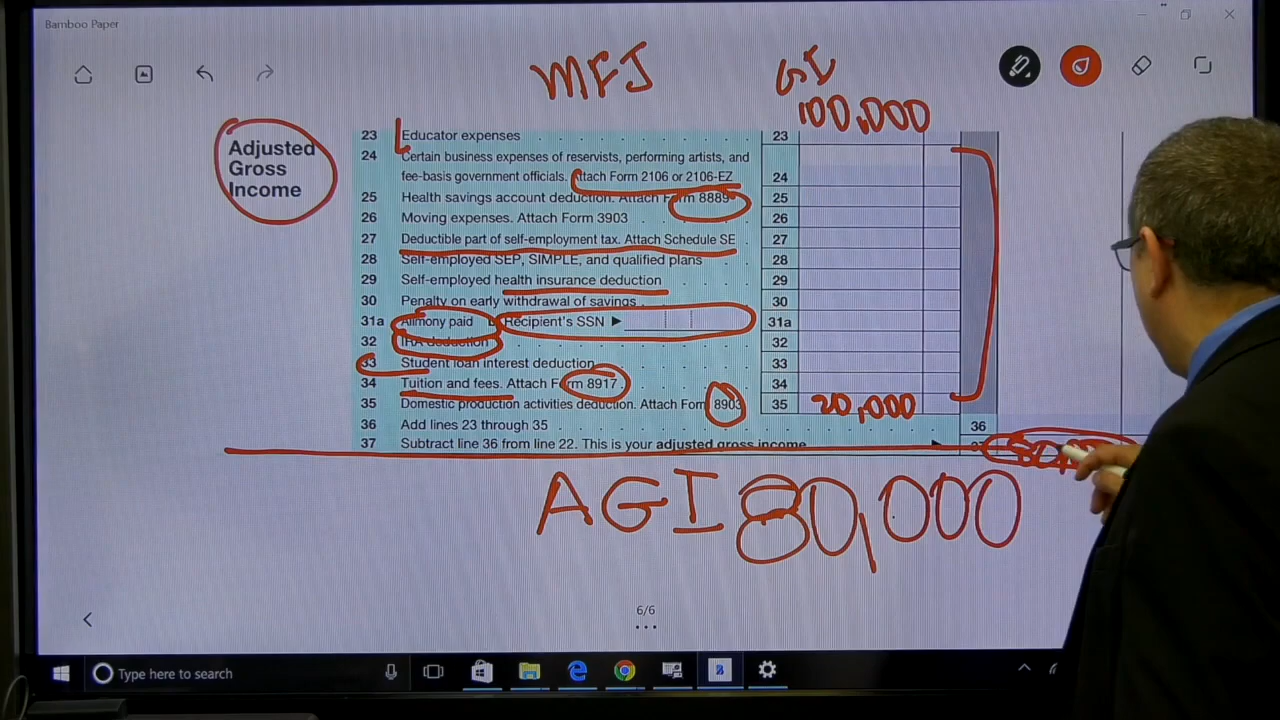 Bamboo Paper
MFJ GI
100,000
Adjusted
Gross
Income
23 Educator expenses 23
24 Certain business expenses of reservists, performing artists, and
fee-basis government officials. Attach Form 2106 or 2106-EZ 24
25 Health savings account deduction. Attach Form 8889 25
26 Moving expenses. Attach Form 3903 26
27 Deductible part of self-employment tax. Attach Schedule SE 27
28 Self-employed SEP, SIMPLE, and qualified plans 28
29 Self-employed health insurance deduction 29
30 Penalty on early withdrawal of savings 30
31a Alimony paid b Recipient's SSN ▶ 31a
32 IRA deduction 32
33 Student loan interest deduction 33
34 Tuition and fees. Attach Form 8917 34
35 Domestic production activities deduction. Attach Form 8903 35 20,000
36 Add lines 23 through 35 36
37 Subtract line 36 from line 22. This is your adjusted gross income ▶ 37
AGI 80,000
6/6
Type here to search